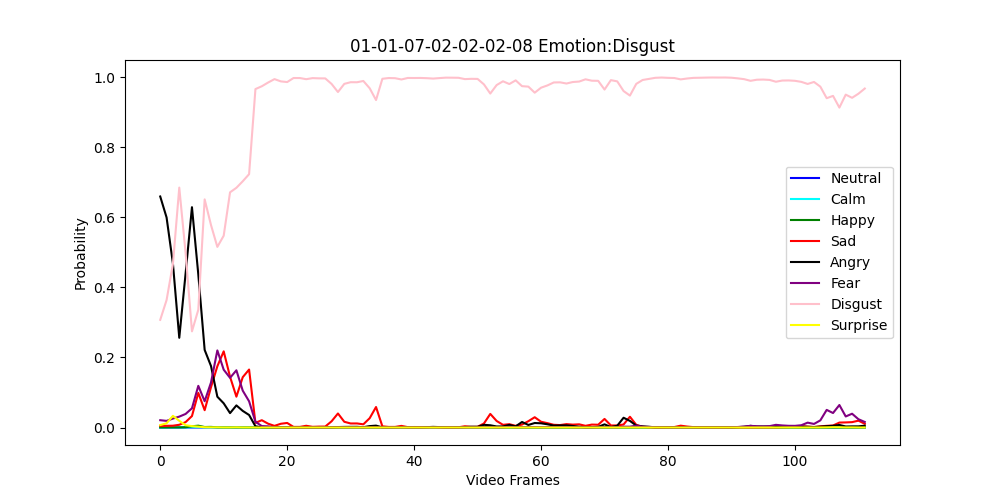 01-01-07-02-02-02-08 Emotion:Disgust
Probability
1.0
0.8
0.6
0.4
0.2
0.0
0 20 40 60 80 100
Video Frames
Neutral
Calm
Happy
Sad
Angry
Fear
Disgust
Surprise